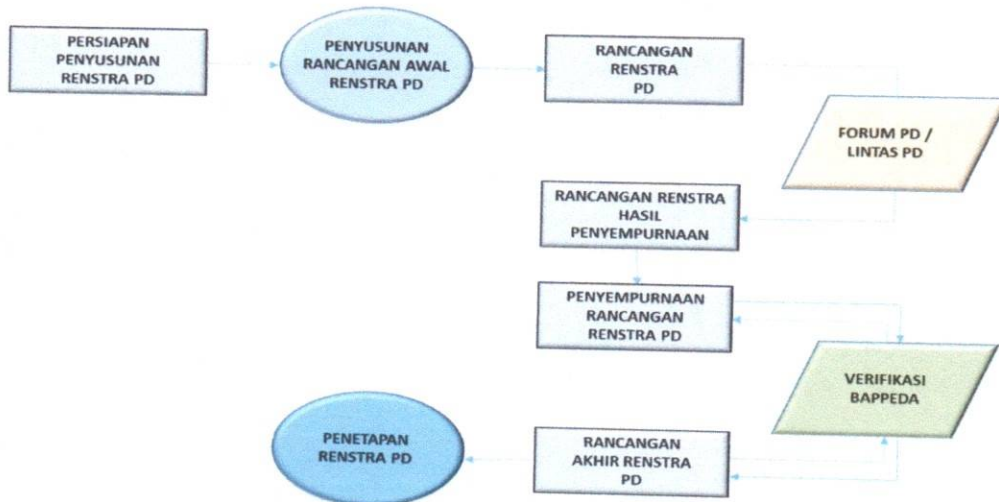 PERSIAPAN
PENYUSUNAN
RENSTRA PD
PENYUSUNAN
RANCANGAN AWAL
RENSTRA PD
RANCANGAN
RENSTRA
PD
FORUM PD /
LINTAS PD
RANCANGAN RENSTRA
HASIL
PENYEMPURNAAN
PENYEMPURNAAN
RANCANGAN
RENSTRA PD
VERIFIKASI
BAPPEDA
RANCANGAN
AKHIR RENSTRA
PD
PENETAPAN
RENSTRA PD